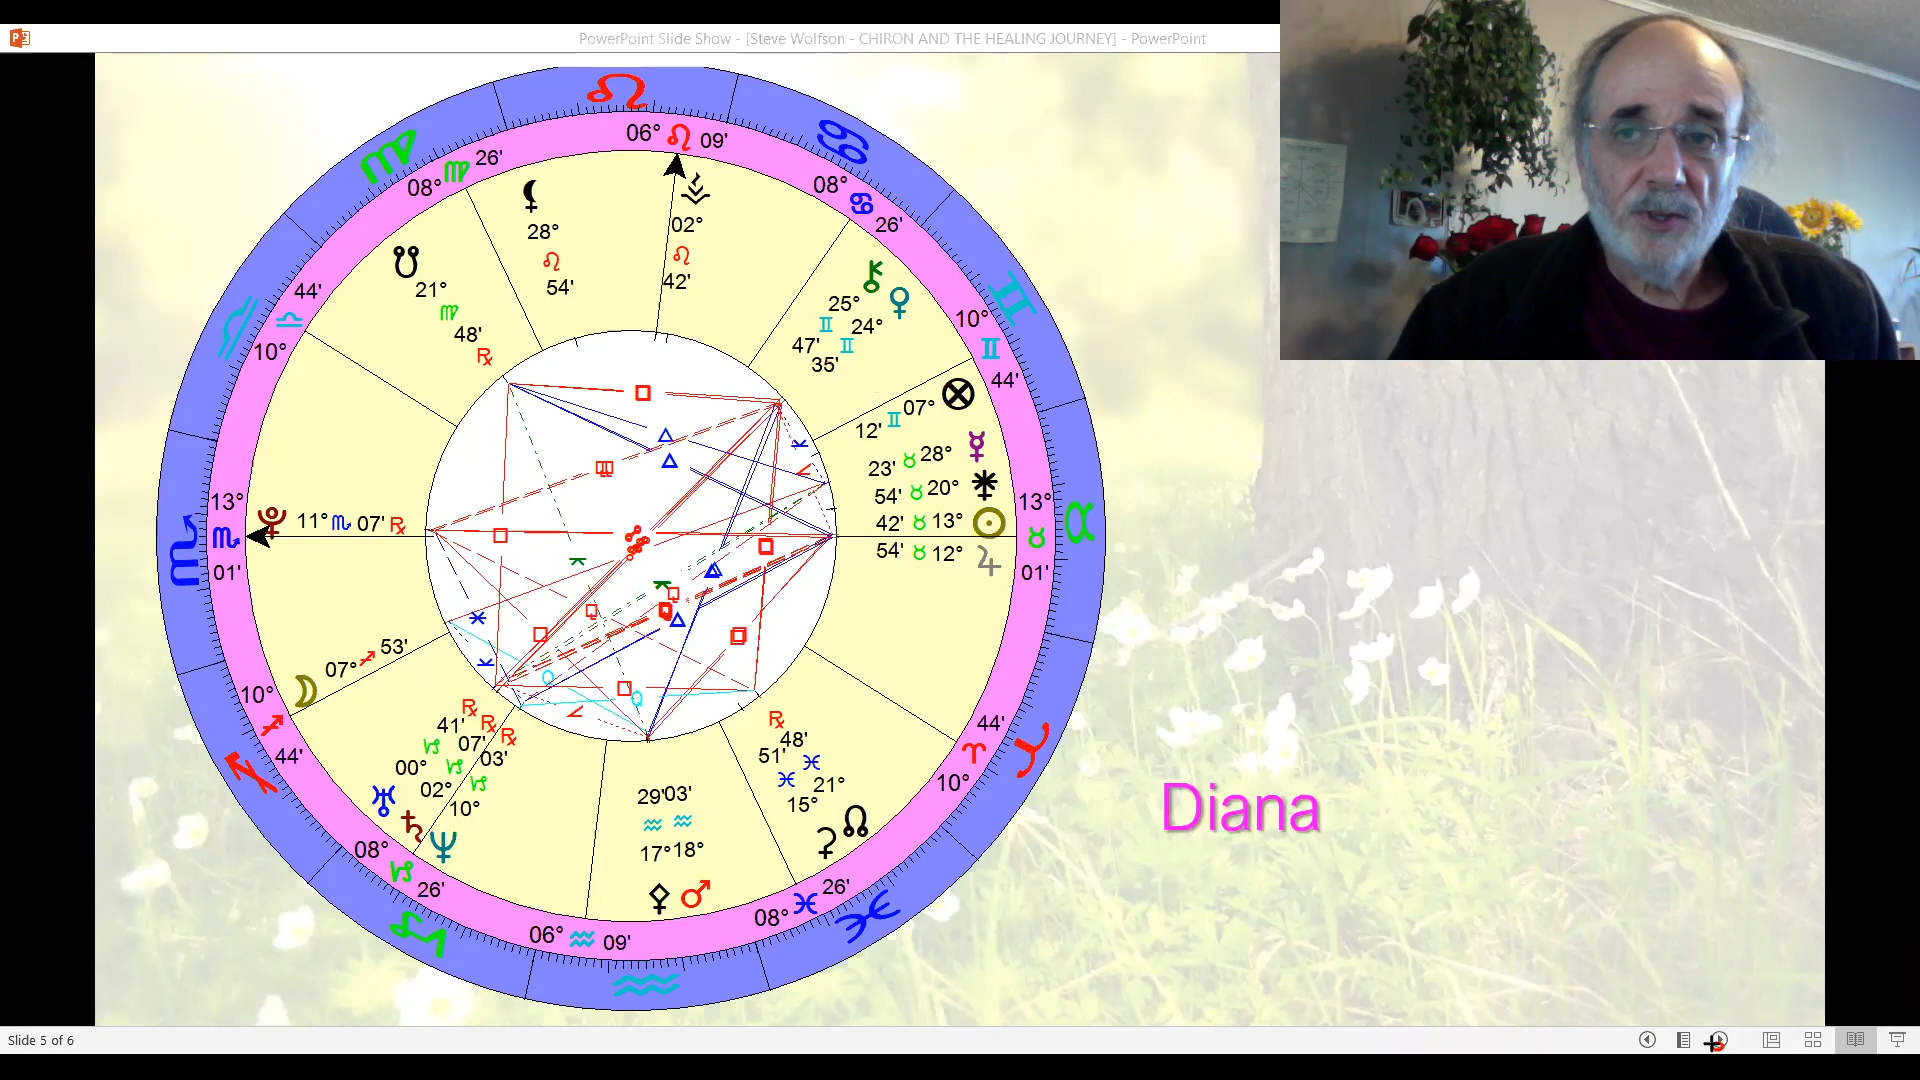 PowerPoint Slide Show - [Steve Wolfson - CHIRON AND THE HEALING JOURNEY] - PowerPoint
06° ♌ 09'
08° ♍ 26'
08° ♋ 26'
28° ♌ 54'
02° ♌ 42'
21° ♍ 48' ℞
44' ♎ 10°
25° ♊ 47'
24° ♊ 35'
10° ♊ 44'
07° ♊ 12'
23' ♉ 28°
54' ♉ 20°
42' ♉ 13°
54' ♉ 12°
13° ♏ 01'
11° ♏ 07' ℞
13° ♉ 01'
07° ♐ 53'
10° ♐ 44'
00° ♑ 41' ℞
02° ♑ 07' ℞
10° ♑ 03' ℞
08° ♑ 26'
29' ♒ 17°
03' ♒ 18°
06° ♒ 09'
51' ♓ 15°
℞ 48' ♓ 21°
08° ♓ 26'
44' ♈ 10°
Diana
Slide 5 of 6